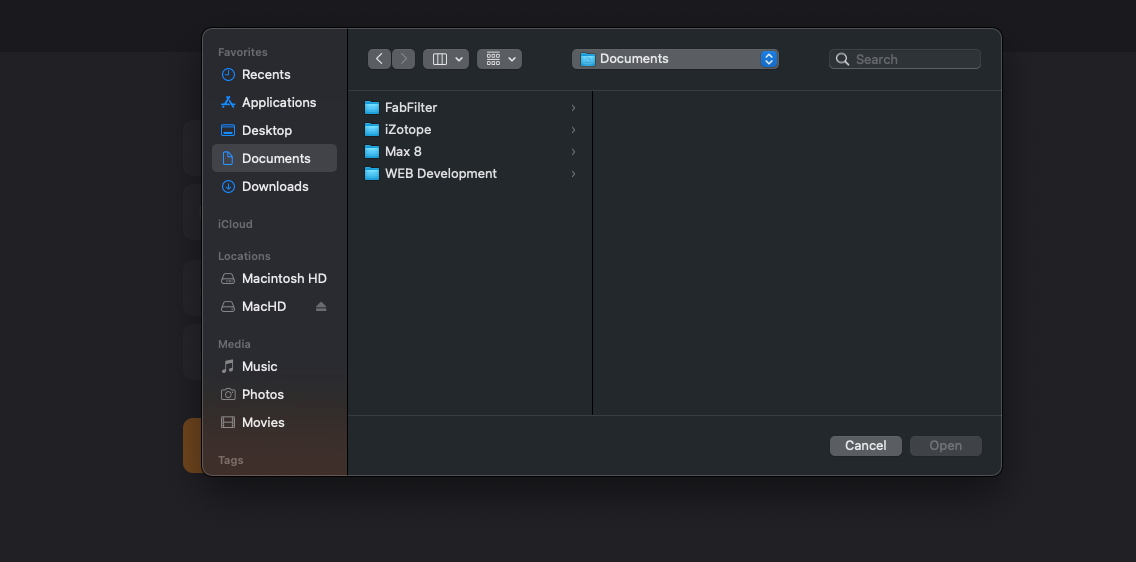 Favorites
Recents
Applications
Desktop
Documents
Downloads
iCloud
Locations
Macintosh HD
MacHD
Media
Music
Photos
Movies
Tags
Documents
Search
FabFilter
iZotope
Max 8
WEB Development
Cancel
Open